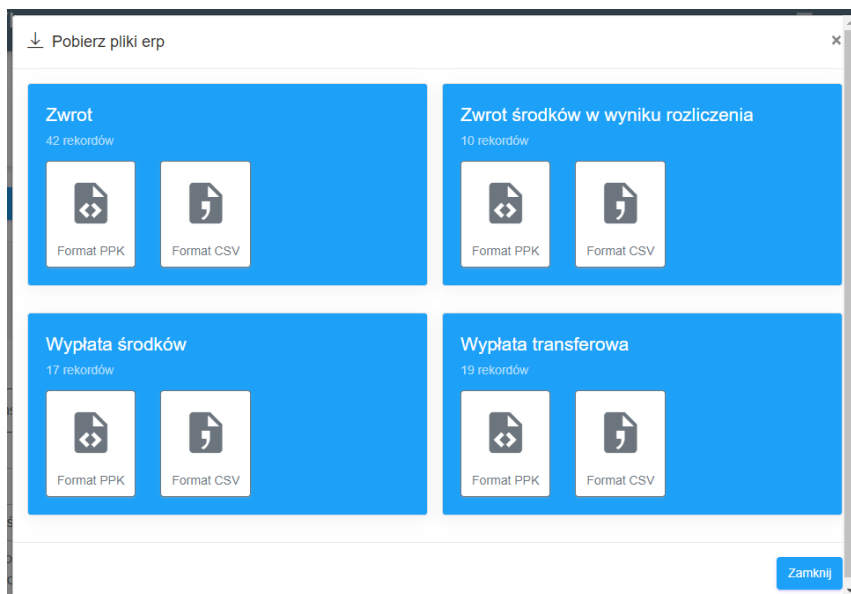 Pobierz pliki erp
×
Zwrot
42 rekordów
Format PPK
Format CSV
Zwrot środków w wyniku rozliczenia
10 rekordów
Format PPK
Format CSV
Wypłata środków
17 rekordów
Format PPK
Format CSV
Wypłata transferowa
19 rekordów
Format PPK
Format CSV
Zamknij